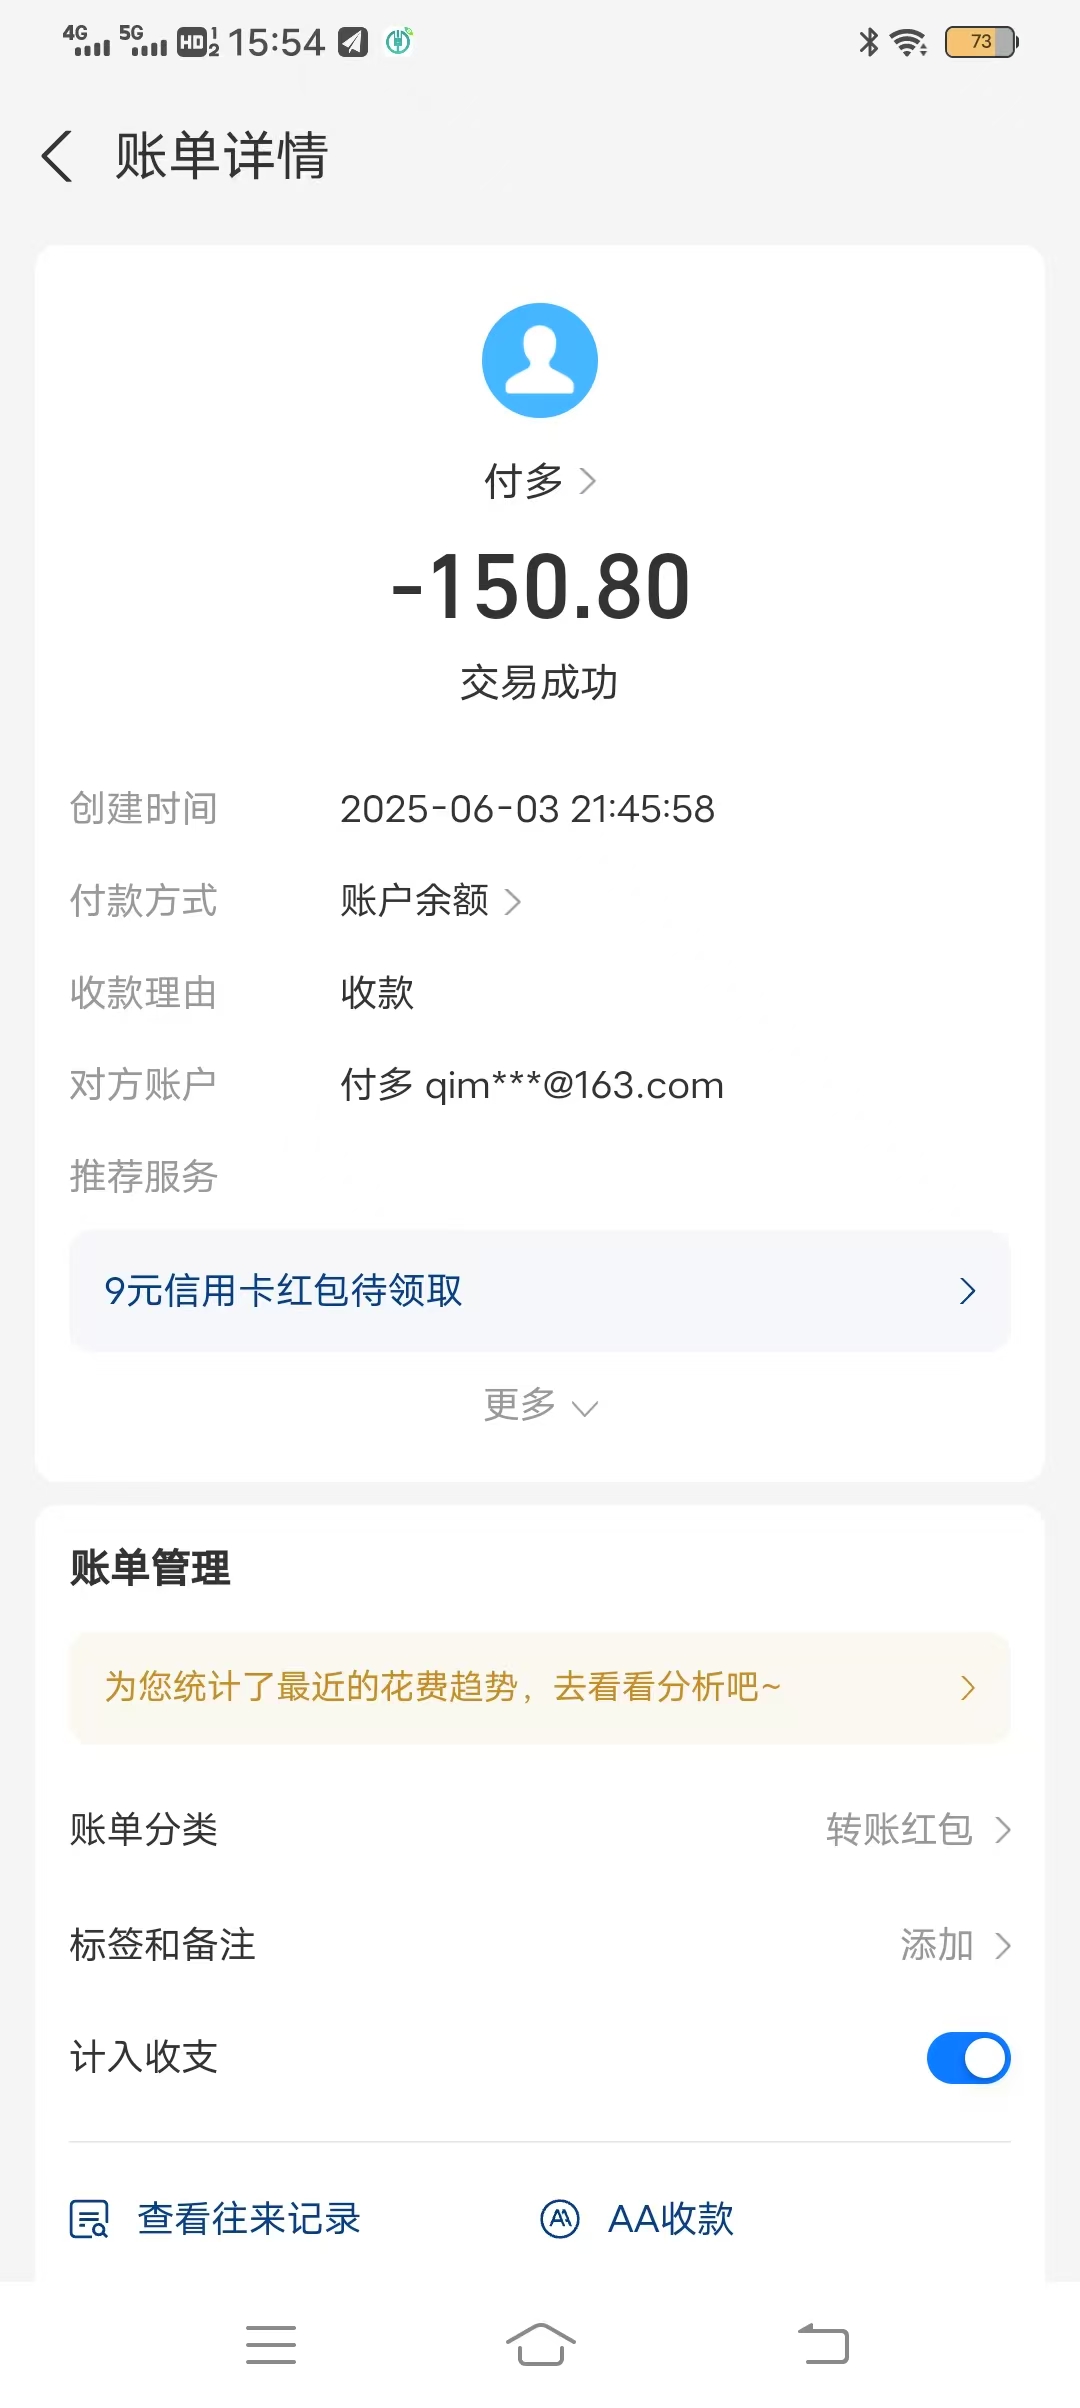 4G 5G HD 1 2 15:54 73
账单详情
付多
-150.80
交易成功
创建时间 2025-06-03 21:45:58
付款方式 账户余额
收款理由 收款
对方账户 付多 qim***@163.com
推荐服务
9元信用卡红包待领取
更多
账单管理
为您统计了最近的花费趋势，去看看分析吧~
账单分类 转账红包
标签和备注 添加
计入收支
查看往来记录 AA收款